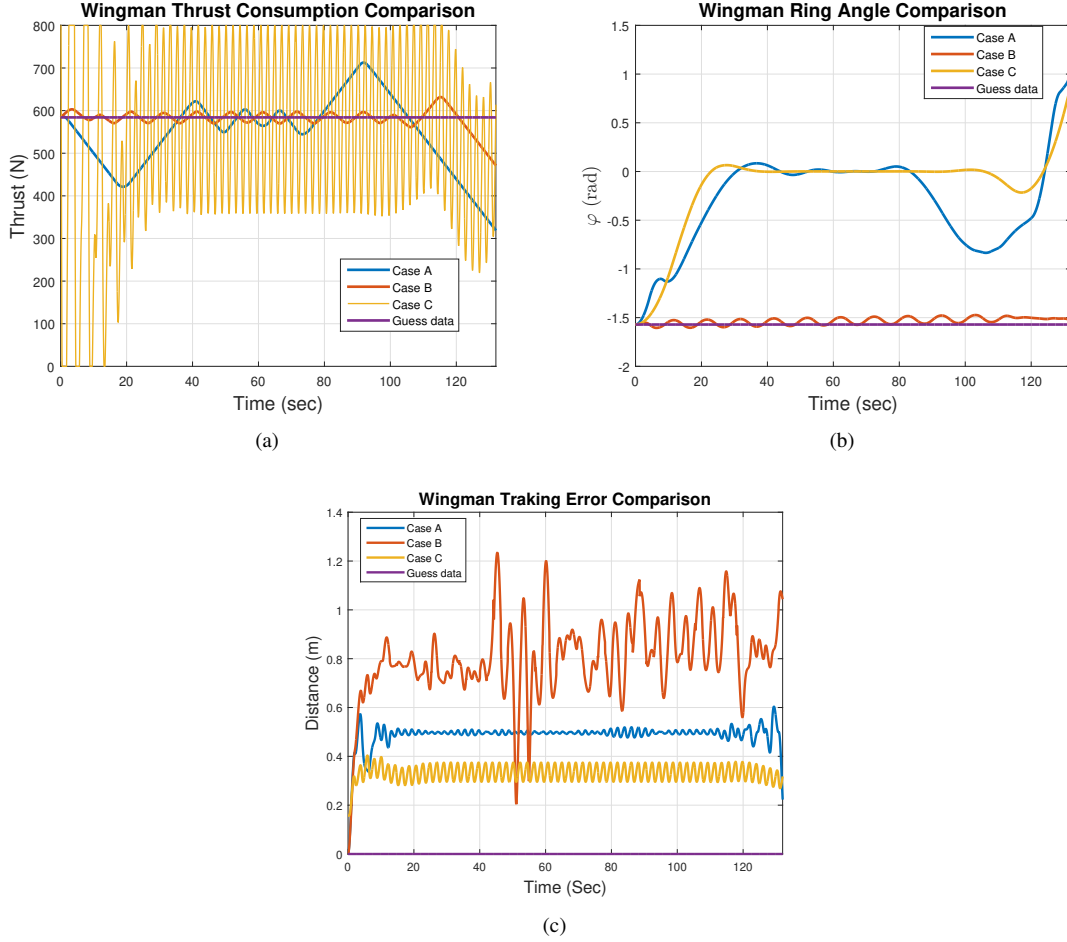 Wingman Thrust Consumption Comparison
800
700
600
500
400
300
200
100
0
Thrust (N)
Case A
Case B
Case C
Guess data
0 20 40 60 80 100 120
Time (sec)
(a)
Wingman Ring Angle Comparison
1.5
1
0.5
0
-0.5
-1
-1.5
-2
φ (rad)
Case A
Case B
Case C
Guess data
0 20 40 60 80 100 120
Time (sec)
(b)
Wingman Traking Error Comparison
1.4
1.2
1
0.8
0.6
0.4
0.2
0
Distance (m)
Case A
Case B
Case C
Guess data
0 20 40 60 80 100 120
Time (Sec)
(c)